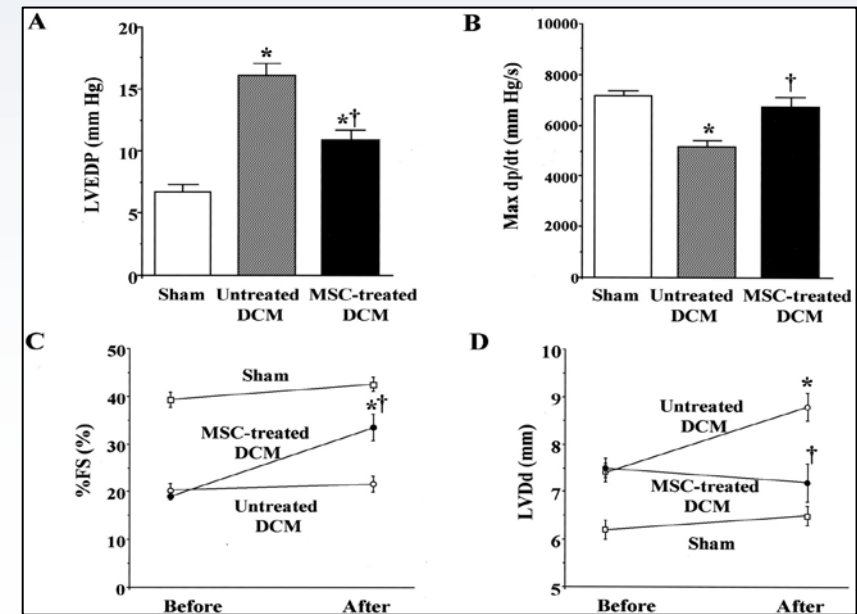 A
LVEDP (mm Hg)
20
15
10
5
0
*
*†
Sham
Untreated
DCM
MSC-treated
DCM
B
Max dp/dt (mm Hg/s)
10000
8000
6000
4000
2000
0
*
†
Sham
Untreated
DCM
MSC-treated
DCM
C
%FS (%)
50
40
30
20
10
0
Sham
*†
MSC-treated
DCM
Untreated
DCM
Before
After
D
LVDd (mm)
10
9
8
7
6
5
*
Untreated
DCM
†
MSC-treated
DCM
Sham
Before
After